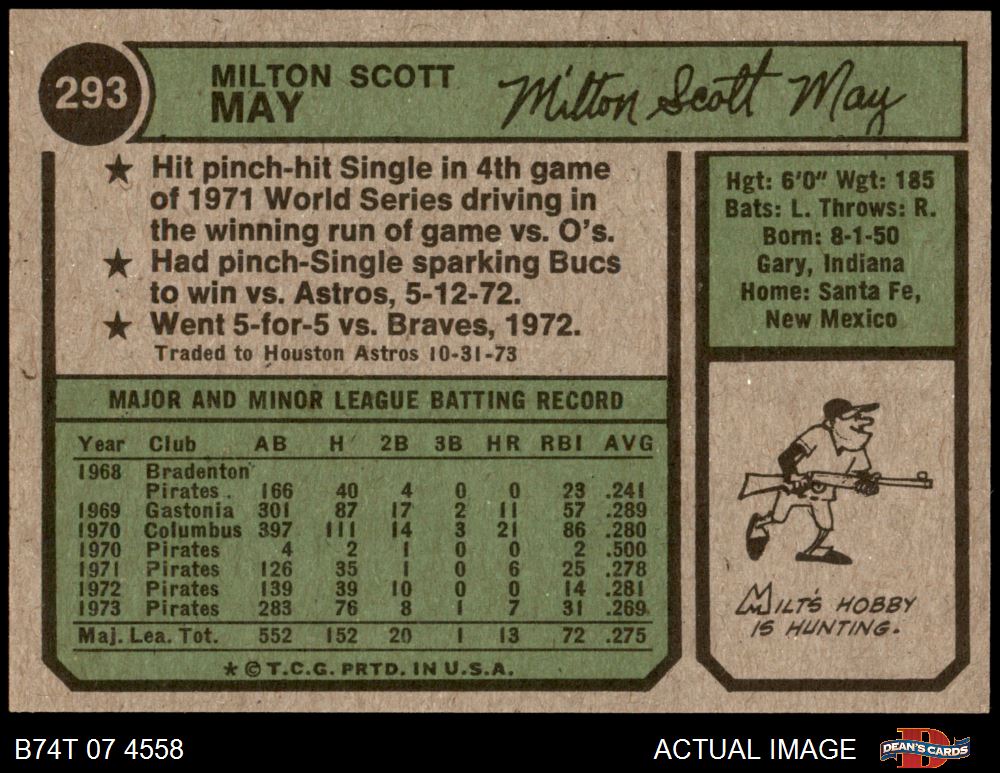 293
MILTON SCOTT
MAY
Milton Scott May
★ Hit pinch-hit Single in 4th game
of 1971 World Series driving in
the winning run of game vs. O's.
★ Had pinch-Single sparking Bucs
to win vs. Astros, 5-12-72.
★ Went 5-for-5 vs. Braves, 1972.
Traded to Houston Astros 10-31-73
Hgt: 6'0" Wgt: 185
Bats: L. Throws: R.
Born: 8-1-50
Gary, Indiana
Home: Santa Fe,
New Mexico
MAJOR AND MINOR LEAGUE BATTING RECORD
Year Club AB H 2B 3B HR RBI AVG
1968 Bradenton
Pirates. 166 40 4 0 0 23 .241
1969 Gastonia 301 87 17 2 11 57 .289
1970 Columbus 397 111 14 3 21 86 .280
1970 Pirates 4 2 1 0 0 2 .500
1971 Pirates 126 35 1 0 6 25 .278
1972 Pirates 139 39 10 0 0 14 .281
1973 Pirates 283 76 8 1 7 31 .269
Maj. Lea. Tot. 552 152 20 1 13 72 .275
★ © T.C.G. PRTD. IN U.S.A.
MILT'S HOBBY
IS HUNTING.
B74T 07 4558
ACTUAL IMAGE
DEAN'S CARDS